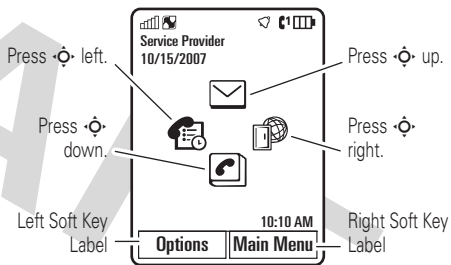 Press left.
Service Provider
10/15/2007
Press up.
Press
down.
Press
right.
10:10 AM
Left Soft Key
Label
Options
Main Menu
Right Soft Key
Label